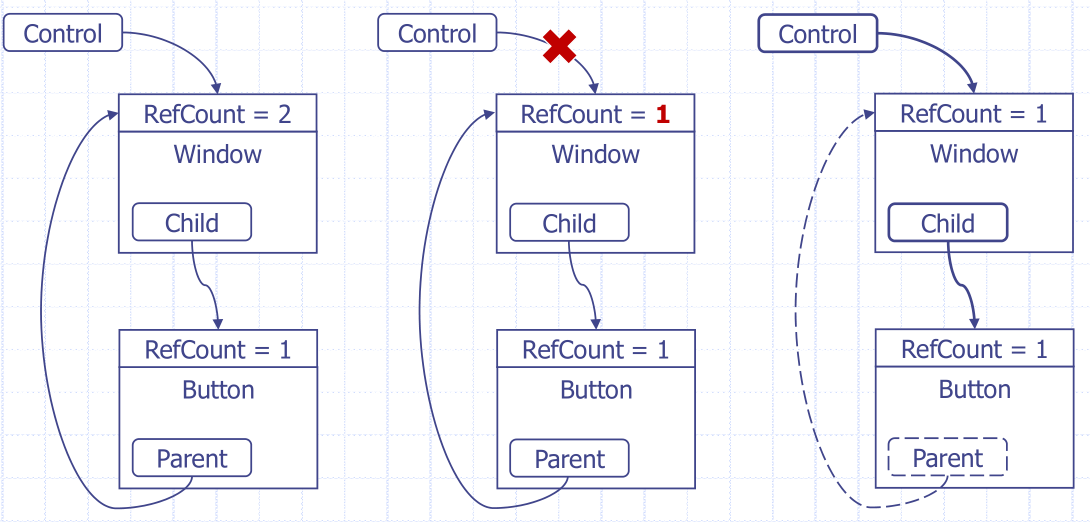 Control
RefCount = 2
Window
Child
RefCount = 1
Button
Parent
Control
RefCount = 1
Window
Child
RefCount = 1
Button
Parent
Control
RefCount = 1
Window
Child
RefCount = 1
Button
Parent